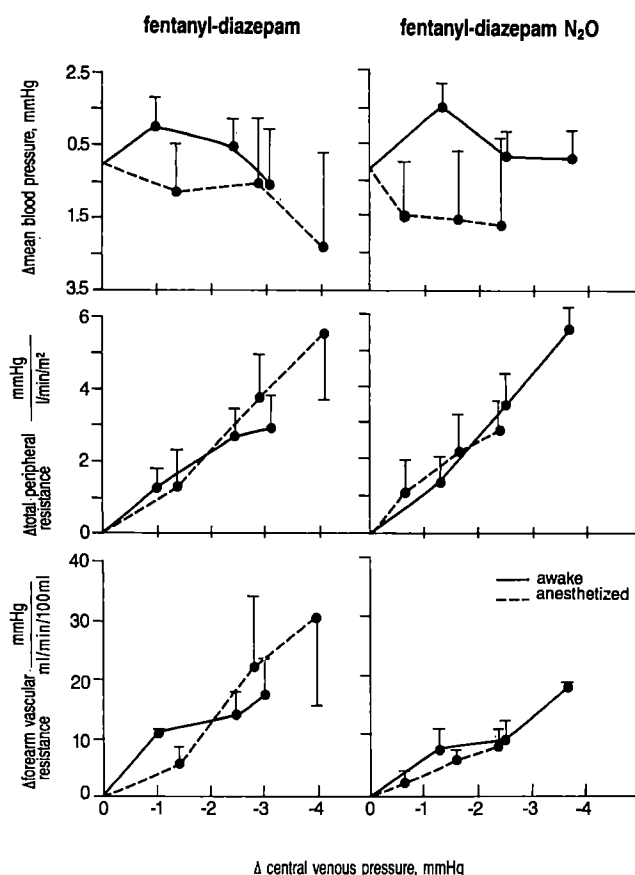 fentanyl-diazepam
fentanyl-diazepam N₂O
Δmean blood pressure, mmHg
2.5
0.5
1.5
3.5
Δtotal peripheral resistance
mmHg
l/min/m²
6
4
2
0
Δforearm vascular resistance
mmHg
ml/min/100ml
40
30
20
10
0
awake
anesthetized
0 -1 -2 -3 -4
0 -1 -2 -3 -4
Δ central venous pressure, mmHg